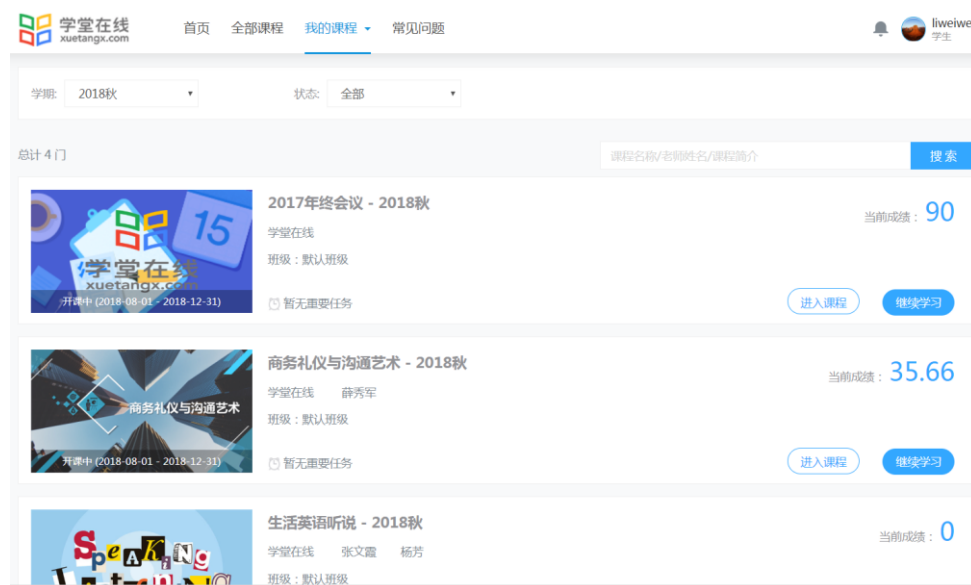 学堂在线
xuetangx.com
首页 全部课程 我的课程 常见问题
liweiwe
学生
学期: 2018秋 状态: 全部
总计 4 门
课程名称/老师姓名/课程简介 搜 索
15
学堂在线
xuetangx.com
开课中 (2018-08-01 - 2018-12-31)
2017年终会议 - 2018秋
学堂在线
班级：默认班级
暂无重要任务
当前成绩： 90
进入课程 继续学习
商务礼仪与沟通艺术
开课中 (2018-08-01 - 2018-12-31)
商务礼仪与沟通艺术 - 2018秋
学堂在线 薛秀军
班级：默认班级
暂无重要任务
当前成绩： 35.66
进入课程 继续学习
SpeaKiNg
生活英语听说 - 2018秋
学堂在线 张文霞 杨芳
班级：默认班级
当前成绩： 0